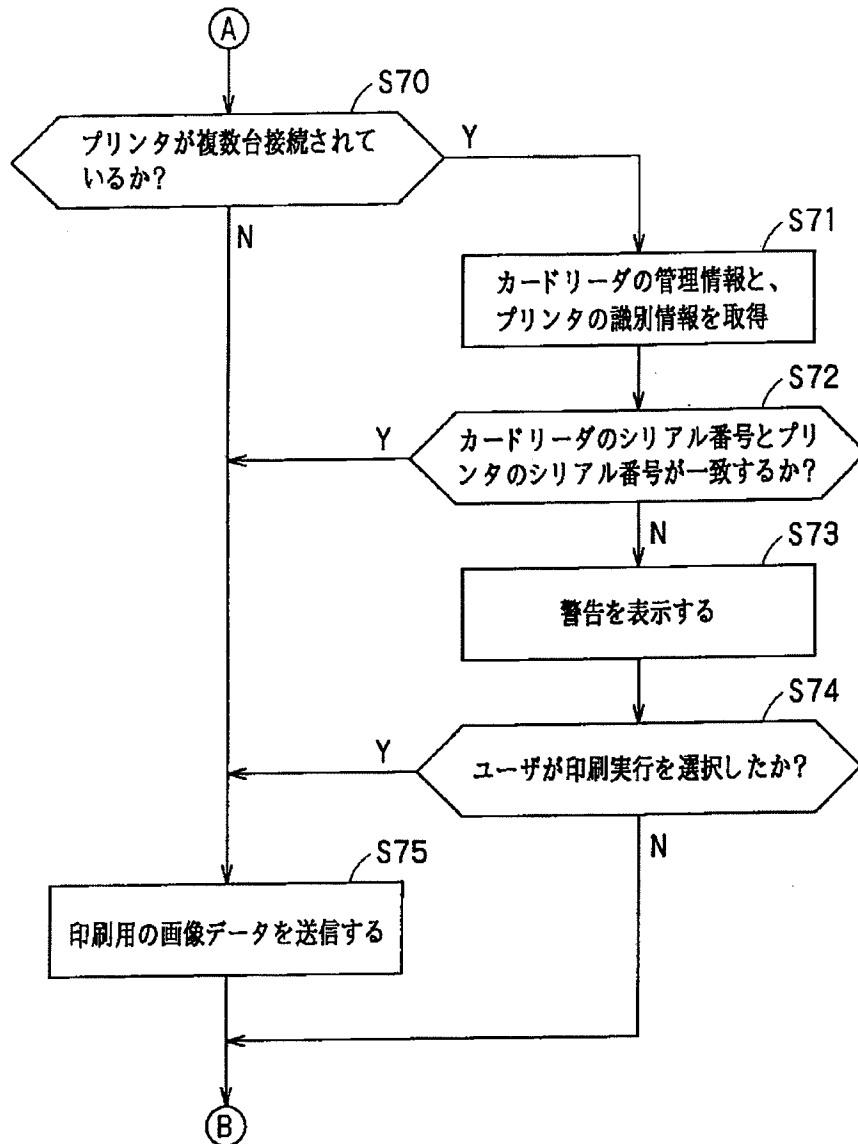 A
S70
プリンタが複数台接続されて
いるか?
Y
N
S71
カードリーダの管理情報と、
プリンタの識別情報を取得
S72
カードリーダのシリアル番号とプリ
ンタのシリアル番号が一致するか?
Y
N
S73
警告を表示する
S74
ユーザが印刷実行を選択したか?
Y
N
S75
印刷用の画像データを送信する
B